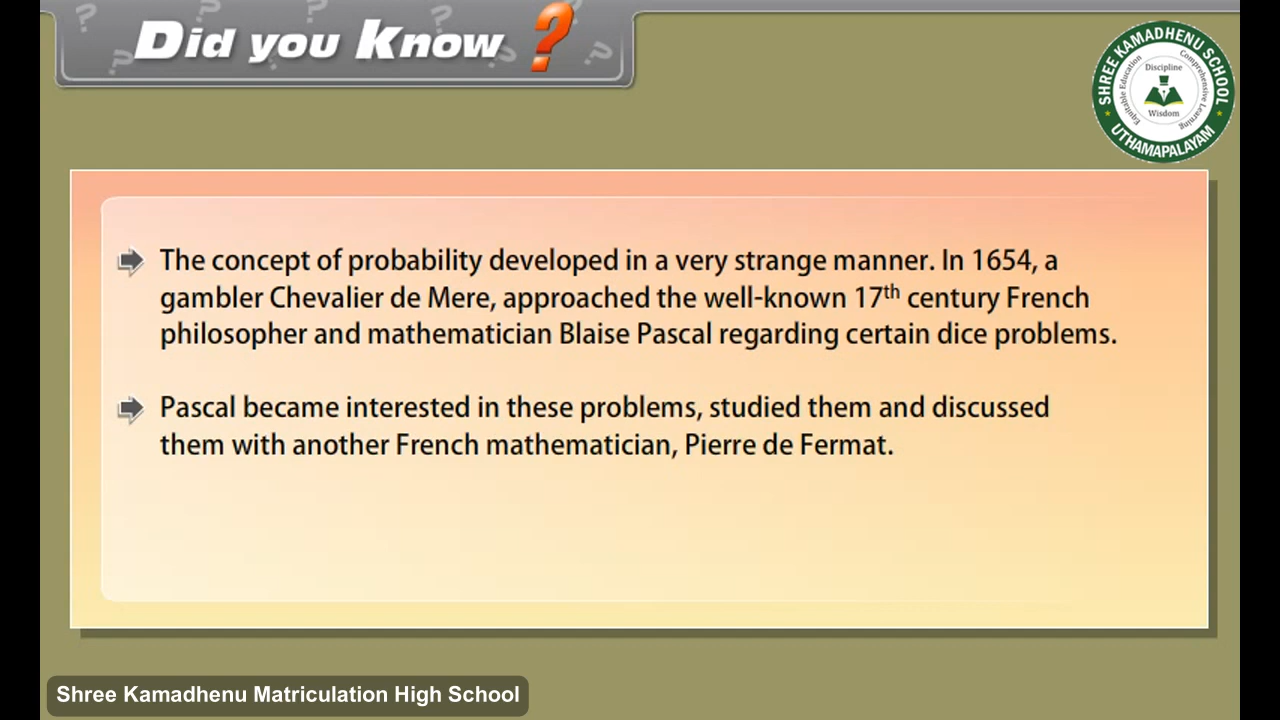 Did you Know ?
SHREE KAMADHENU SCHOOL
Equitable Education
Discipline
Comprehensive Learning
Wisdom
UTHAMAPALAYAM
The concept of probability developed in a very strange manner. In 1654, a
gambler Chevalier de Mere, approached the well-known 17th century French
philosopher and mathematician Blaise Pascal regarding certain dice problems.
Pascal became interested in these problems, studied them and discussed
them with another French mathematician, Pierre de Fermat.
Shree Kamadhenu Matriculation High School